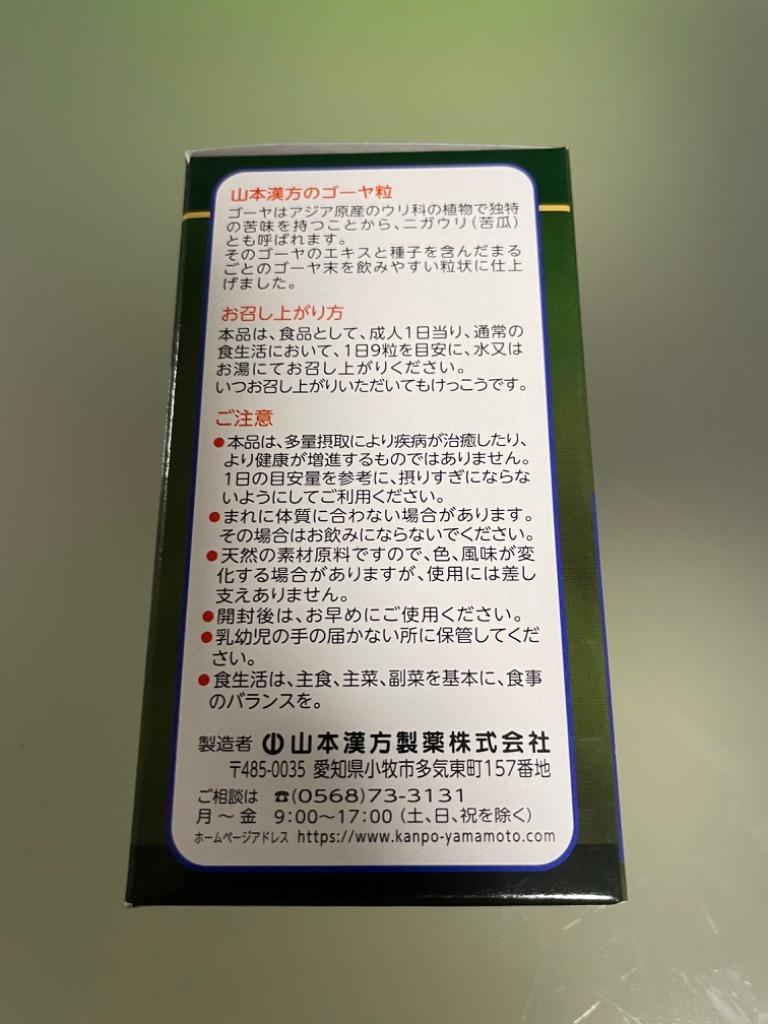 山本漢方のゴーヤ粒
ゴーヤはアジア原産のウリ科の植物で独特
の苦味を持つことから、ニガウリ(苦瓜)
とも呼ばれます。
そのゴーヤのエキスと種子を含んだまる
ごとのゴーヤ末を飲みやすい粒状に仕上
げました。
お召し上がり方
本品は、食品として、成人1日当り、通常の
食生活において、1日9粒を目安に、水又は
お湯にてお召し上がりください。
いつお召し上がりいただいてもけっこうです。
ご注意
●本品は、多量摂取により疾病が治癒したり、
より健康が増進するものではありません。
1日の目安量を参考に、摂りすぎにならな
いようにしてご利用ください。
●まれに体質に合わない場合があります。
その場合はお飲みにならないでください。
●天然の素材原料ですので、色、風味が変
化する場合がありますが、使用には差し
支えありません。
●開封後は、お早めにご使用ください。
●乳幼児の手の届かない所に保管してくだ
さい。
●食生活は、主食、主菜、副菜を基本に、食事
のバランスを。
製造者 山本漢方製薬株式会社
〒485-0035 愛知県小牧市多気東町157番地
ご相談は ☎(0568)73-3131
月～金 9:00～17:00(土、日、祝を除く)
ホームページアドレス https://www.kanpo-yamamoto.com